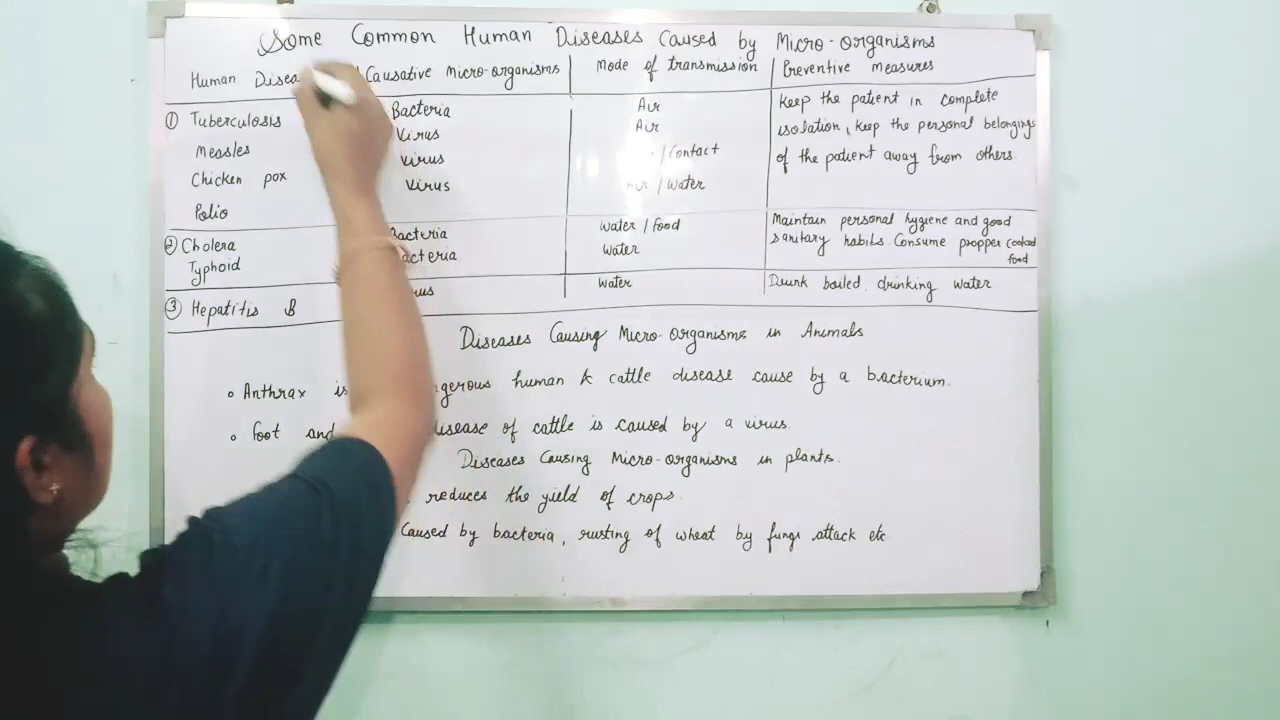 Some Common Human Diseases Caused by Micro-organisms
Human Causative Micro-organisms Mode of transmission Preventive Measures
① Tuberculosis Bacteria Air Keep the patient in complete
Measles Virus Air isolation, Keep the personal belongings
Chicken pox Virus / Contact of the patient away from others.
Polio Virus / Water
② Cholera Bacteria Water / food Maintain personal hygiene and good
Typhoid Water sanitary habits Consume propper cooked
food
③ Hepatitis B Water Drunk boiled drinking water
Diseases Causing Micro-Organisms in Animals
Anthrax is human & cattle disease cause by a bacterium.
foot and disease of cattle is caused by a virus.
Diseases Causing Micro-organisms in plants.
reduces the yield of crops.
Caused by bacteria, rusting of wheat by fungi attack etc